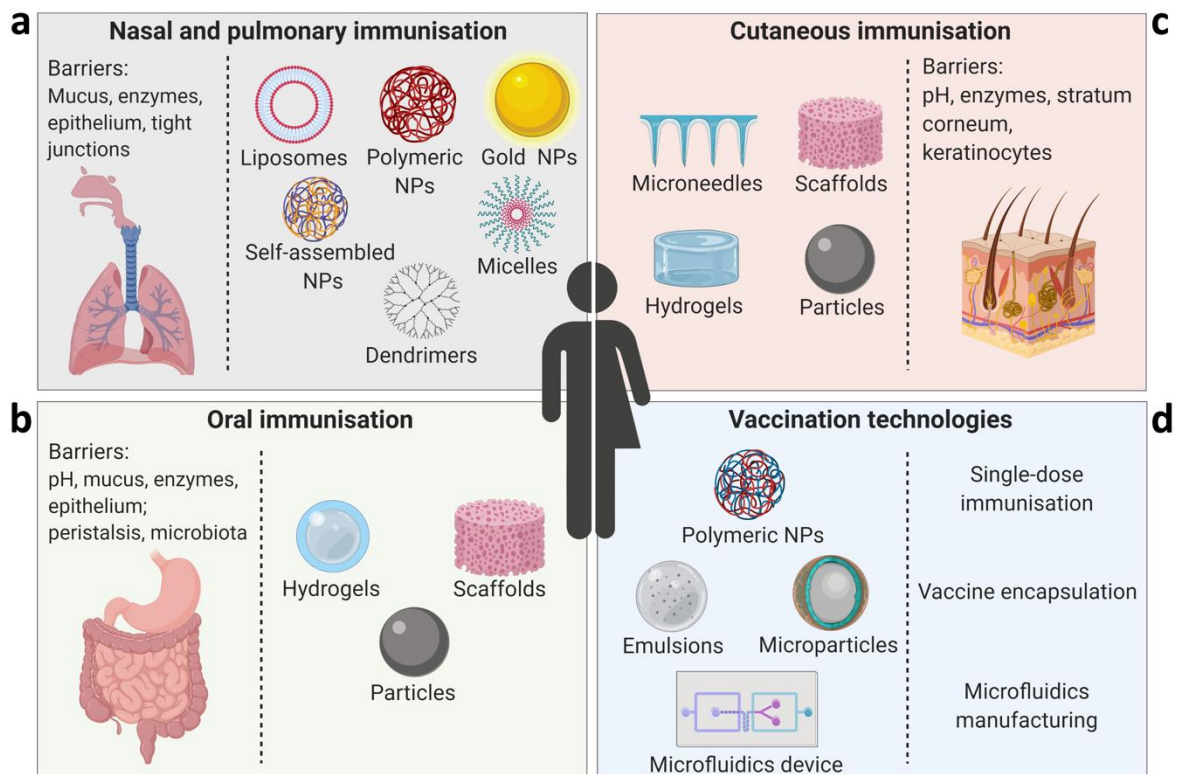 a
Nasal and pulmonary immunisation
Barriers:
Mucus, enzymes,
epithelium, tight
junctions
Liposomes
Polymeric
NPs
Gold NPs
Self-assembled
NPs
Micelles
Dendrimers
c
Cutaneous immunisation
Microneedles
Scaffolds
Hydrogels
Particles
Barriers:
pH, enzymes, stratum
corneum,
keratinocytes
b
Oral immunisation
Barriers:
pH, mucus, enzymes,
epithelium;
peristalsis, microbiota
Hydrogels
Scaffolds
Particles
d
Vaccination technologies
Polymeric NPs
Emulsions
Microparticles
Microfluidics device
Single-dose
immunisation
Vaccine encapsulation
Microfluidics
manufacturing